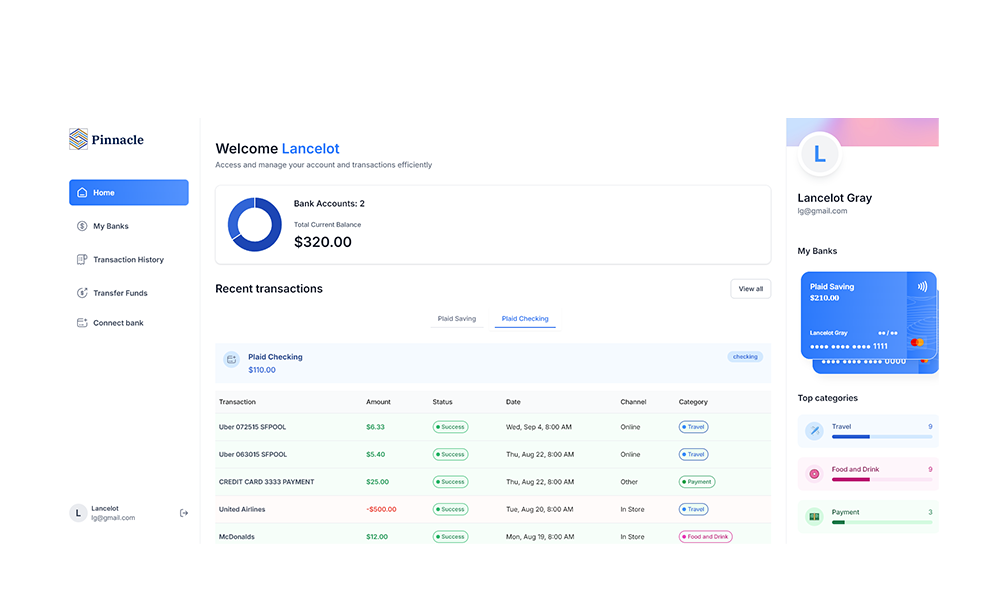 Pinnacle
Home
My Banks
Transaction History
Transfer Funds
Connect bank
L
Lancelot
lg@gmail.com
Welcome Lancelot
Access and manage your account and transactions efficiently
Bank Accounts: 2
Total Current Balance
$320.00
Recent transactions
View all
Plaid Saving Plaid Checking
Plaid Checking
$110.00
checking
Transaction Amount Status Date Channel Category
Uber 072515 SFPOOL $6.33 Success Wed, Sep 4, 8:00 AM Online Travel
Uber 063015 SFPOOL $5.40 Success Thu, Aug 22, 8:00 AM Online Travel
CREDIT CARD 3333 PAYMENT $25.00 Success Thu, Aug 22, 8:00 AM Other Payment
United Airlines -$500.00 Success Tue, Aug 20, 8:00 AM In Store Travel
McDonalds $12.00 Success Mon, Aug 19, 8:00 AM In Store Food and Drink
L
Lancelot Gray
lg@gmail.com
My Banks
Plaid Saving
$210.00
Lancelot Gray •• / ••
•••• •••• •••• 1111
•••• •••• •••• 0000
Top categories
Travel 9
Food and Drink 9
Payment 3